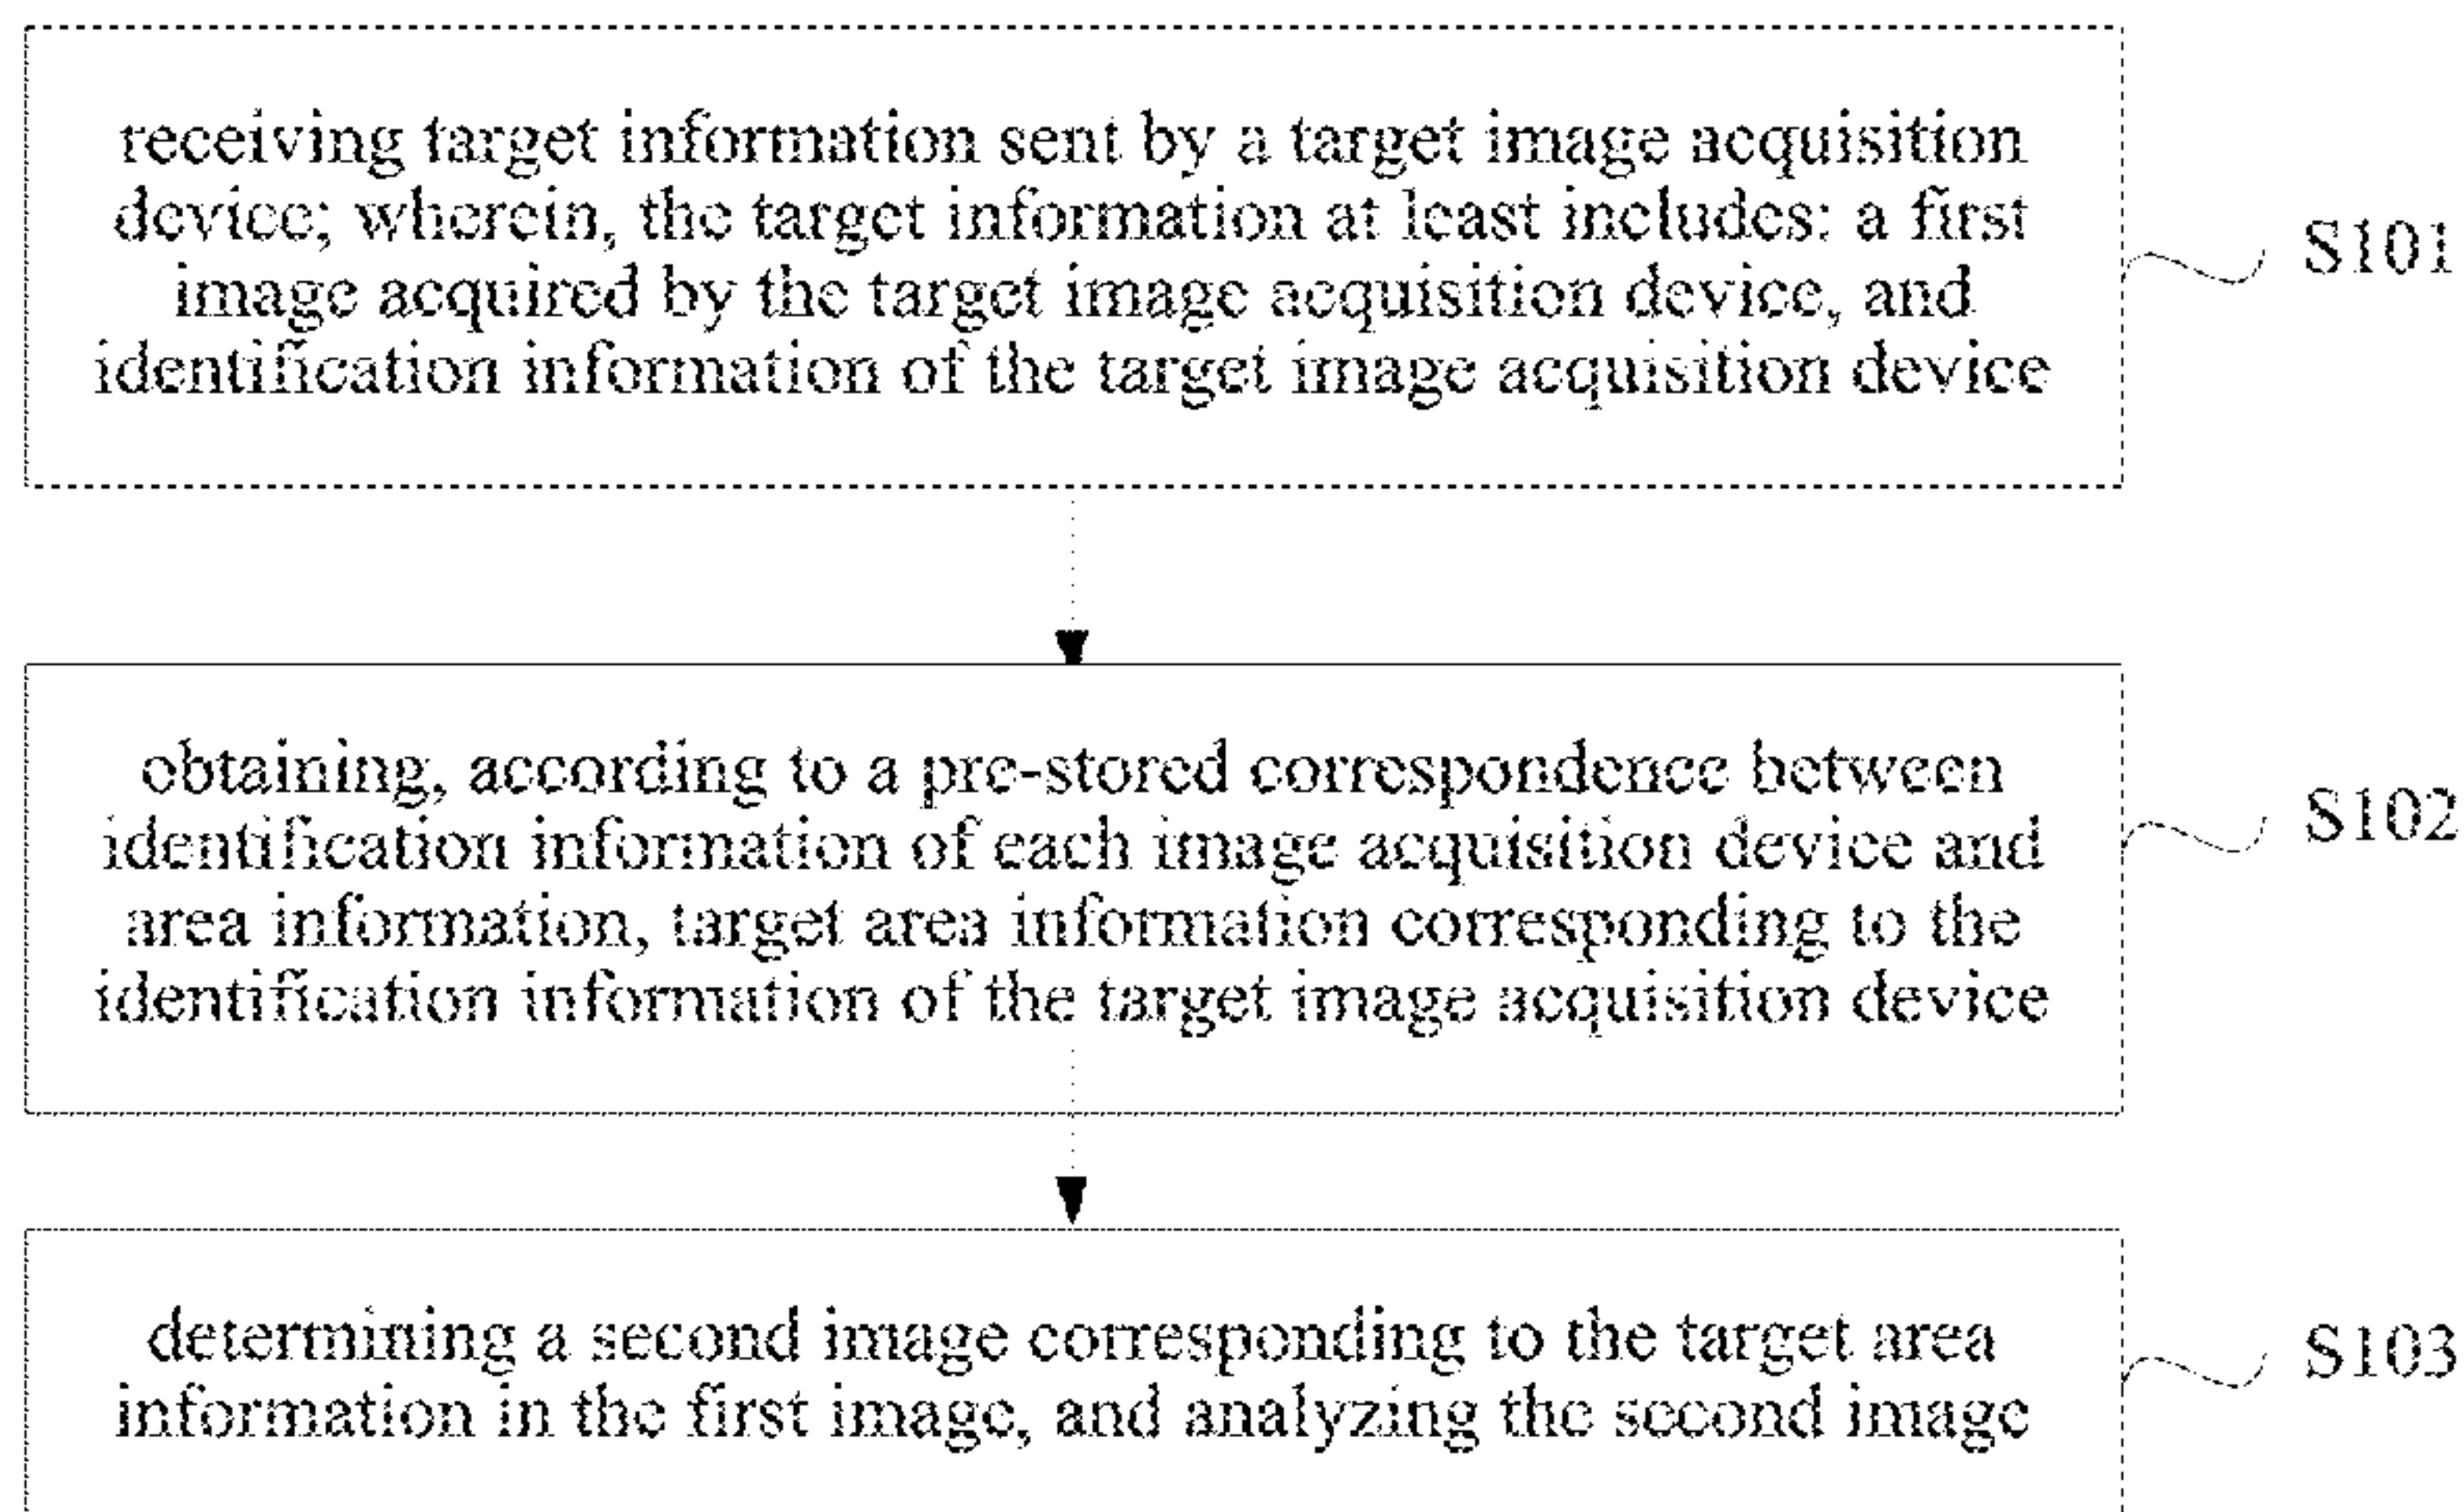 receiving target information sent by a target image acquisition
device; wherein, the target information at least includes: a first
image acquired by the target image acquisition device, and
identification information of the target image acquisition device
S101
obtaining, according to a pre-stored correspondence between
identification information of each image acquisition device and
area information, target area information corresponding to the
identification information of the target image acquisition device
S102
determining a second image corresponding to the target area
information in the first image, and analyzing the second image
S103